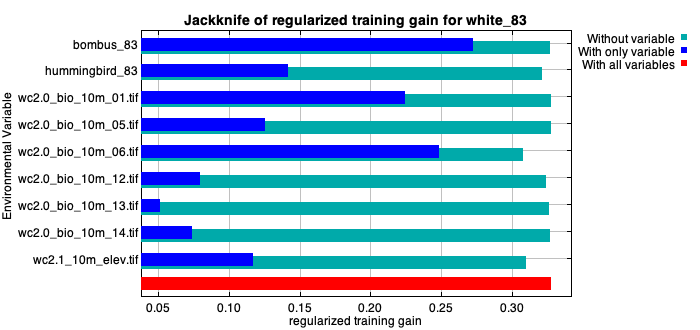 Jackknife of regularized training gain for white_83
Without variable
With only variable
With all variables
Environmental Variable
bombus_83
hummingbird_83
wc2.0_bio_10m_01.tif
wc2.0_bio_10m_05.tif
wc2.0_bio_10m_06.tif
wc2.0_bio_10m_12.tif
wc2.0_bio_10m_13.tif
wc2.0_bio_10m_14.tif
wc2.1_10m_elev.tif
0.05 0.10 0.15 0.20 0.25 0.30
regularized training gain